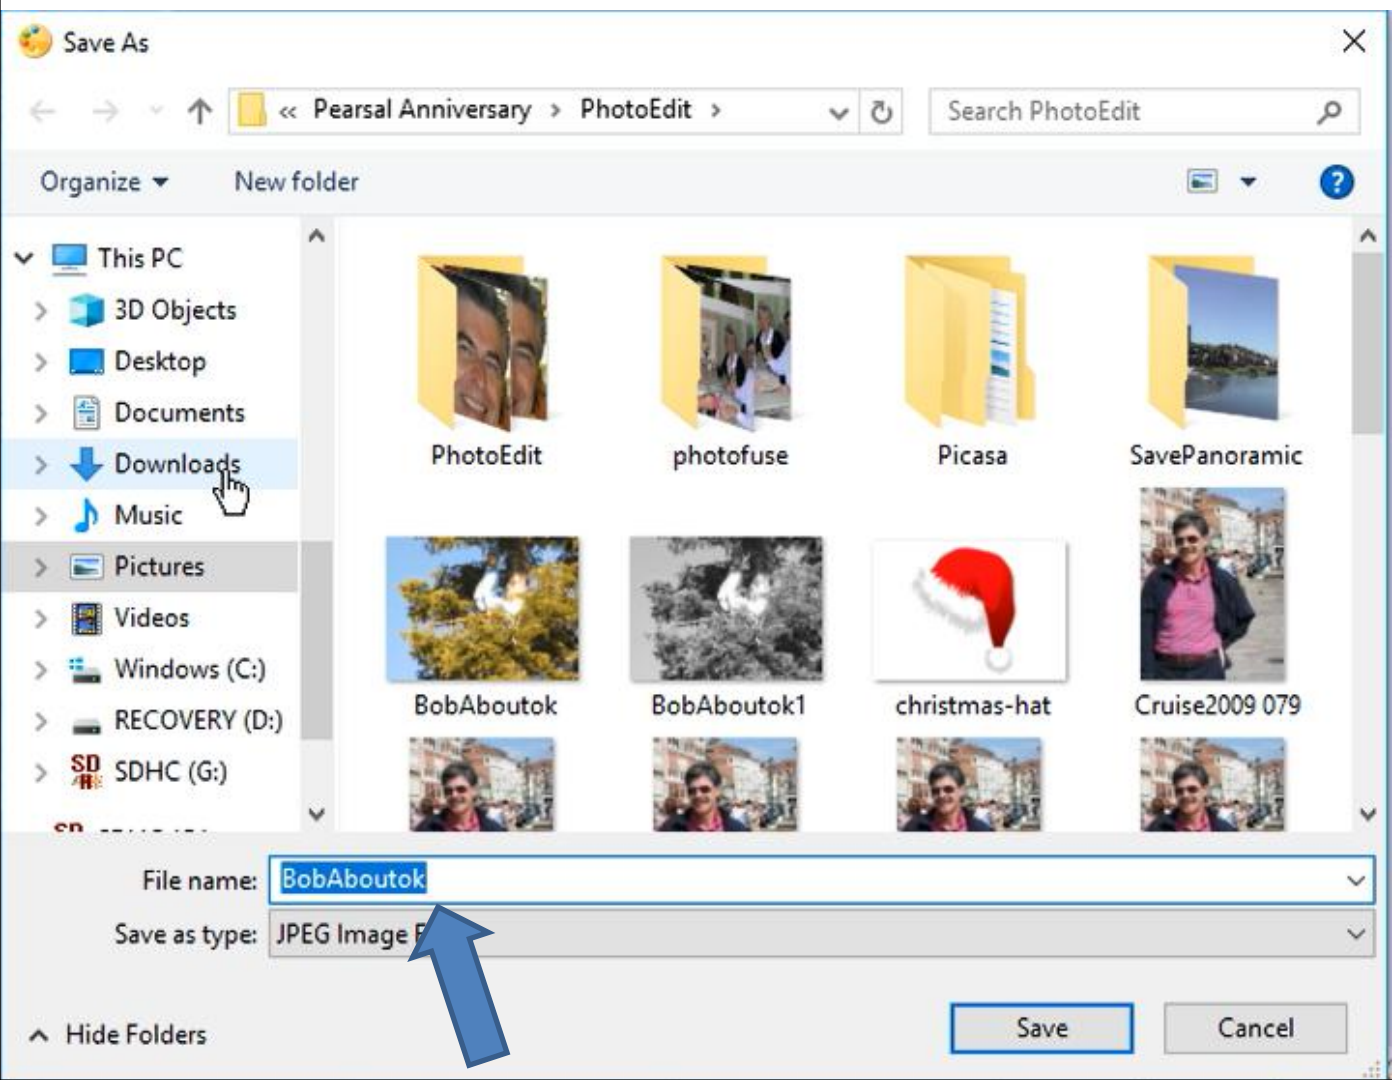 Save As
« Pearsal Anniversary > PhotoEdit >
Search PhotoEdit
Organize
New folder
This PC
3D Objects
Desktop
Documents
Downloads
Music
Pictures
Videos
Windows (C:)
RECOVERY (D:)
SDHC (G:)
PhotoEdit
photofuse
Picasa
SavePanoramic
BobAboutok
BobAboutok1
christmas-hat
Cruise2009 079
File name: BobAboutok
Save as type: JPEG Image
Hide Folders
Save
Cancel